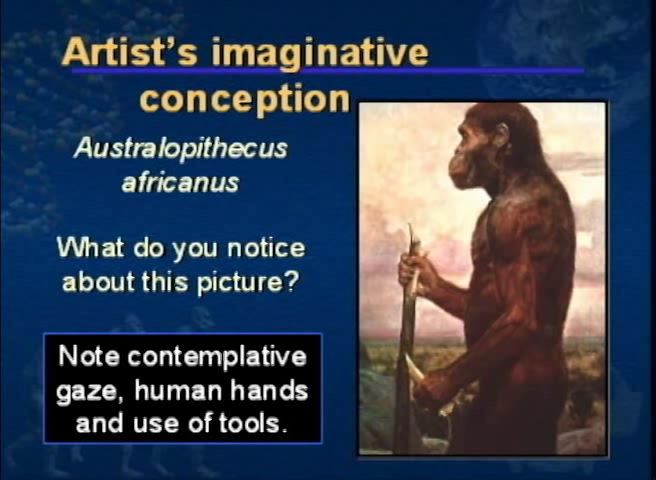 Artist's imaginative
conception
Australopithecus
africanus
What do you notice
about this picture?
Note contemplative
gaze, human hands
and use of tools.